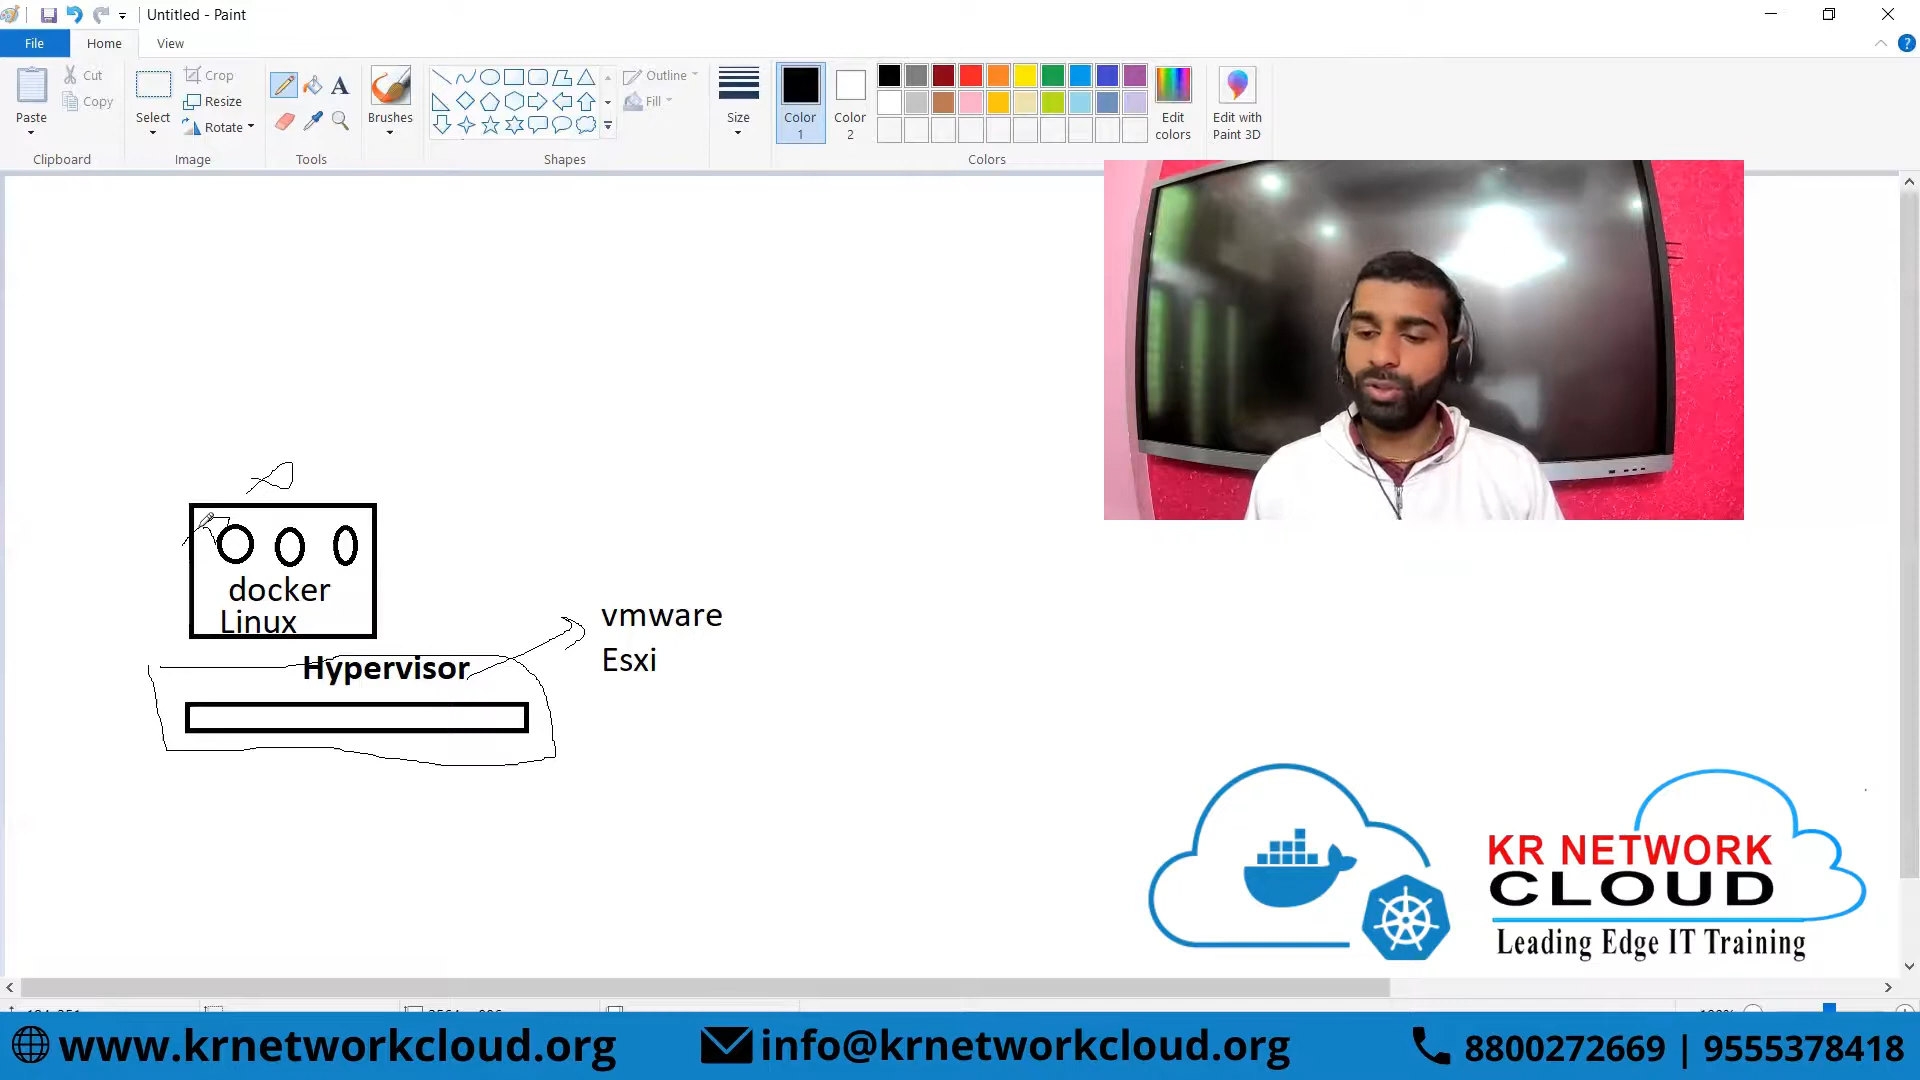 Untitled - Paint
File
Home
View
Paste
Cut
Copy
Clipboard
Select
Crop
Resize
Rotate
Image
Tools
Brushes
Shapes
Outline
Fill
Size
Color 1
Color 2
Colors
Edit colors
Edit with Paint 3D
docker
Linux
Hypervisor
vmware
Esxi
KR NETWORK
CLOUD
Leading Edge IT Training
www.krnetworkcloud.org
info@krnetworkcloud.org
8800272669 | 9555378418